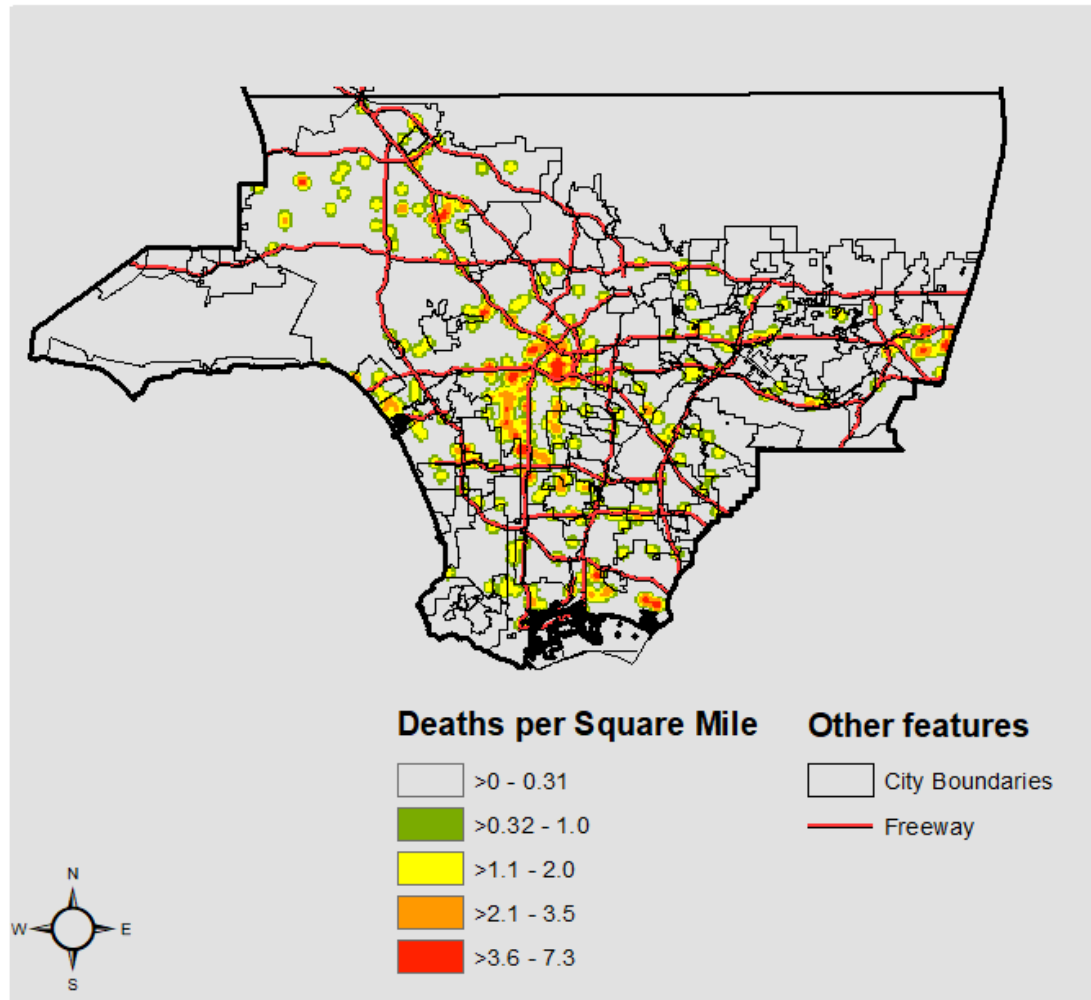 Deaths per Square Mile
>0 - 0.31
>0.32 - 1.0
>1.1 - 2.0
>2.1 - 3.5
>3.6 - 7.3
Other features
City Boundaries
Freeway
N
W E
S